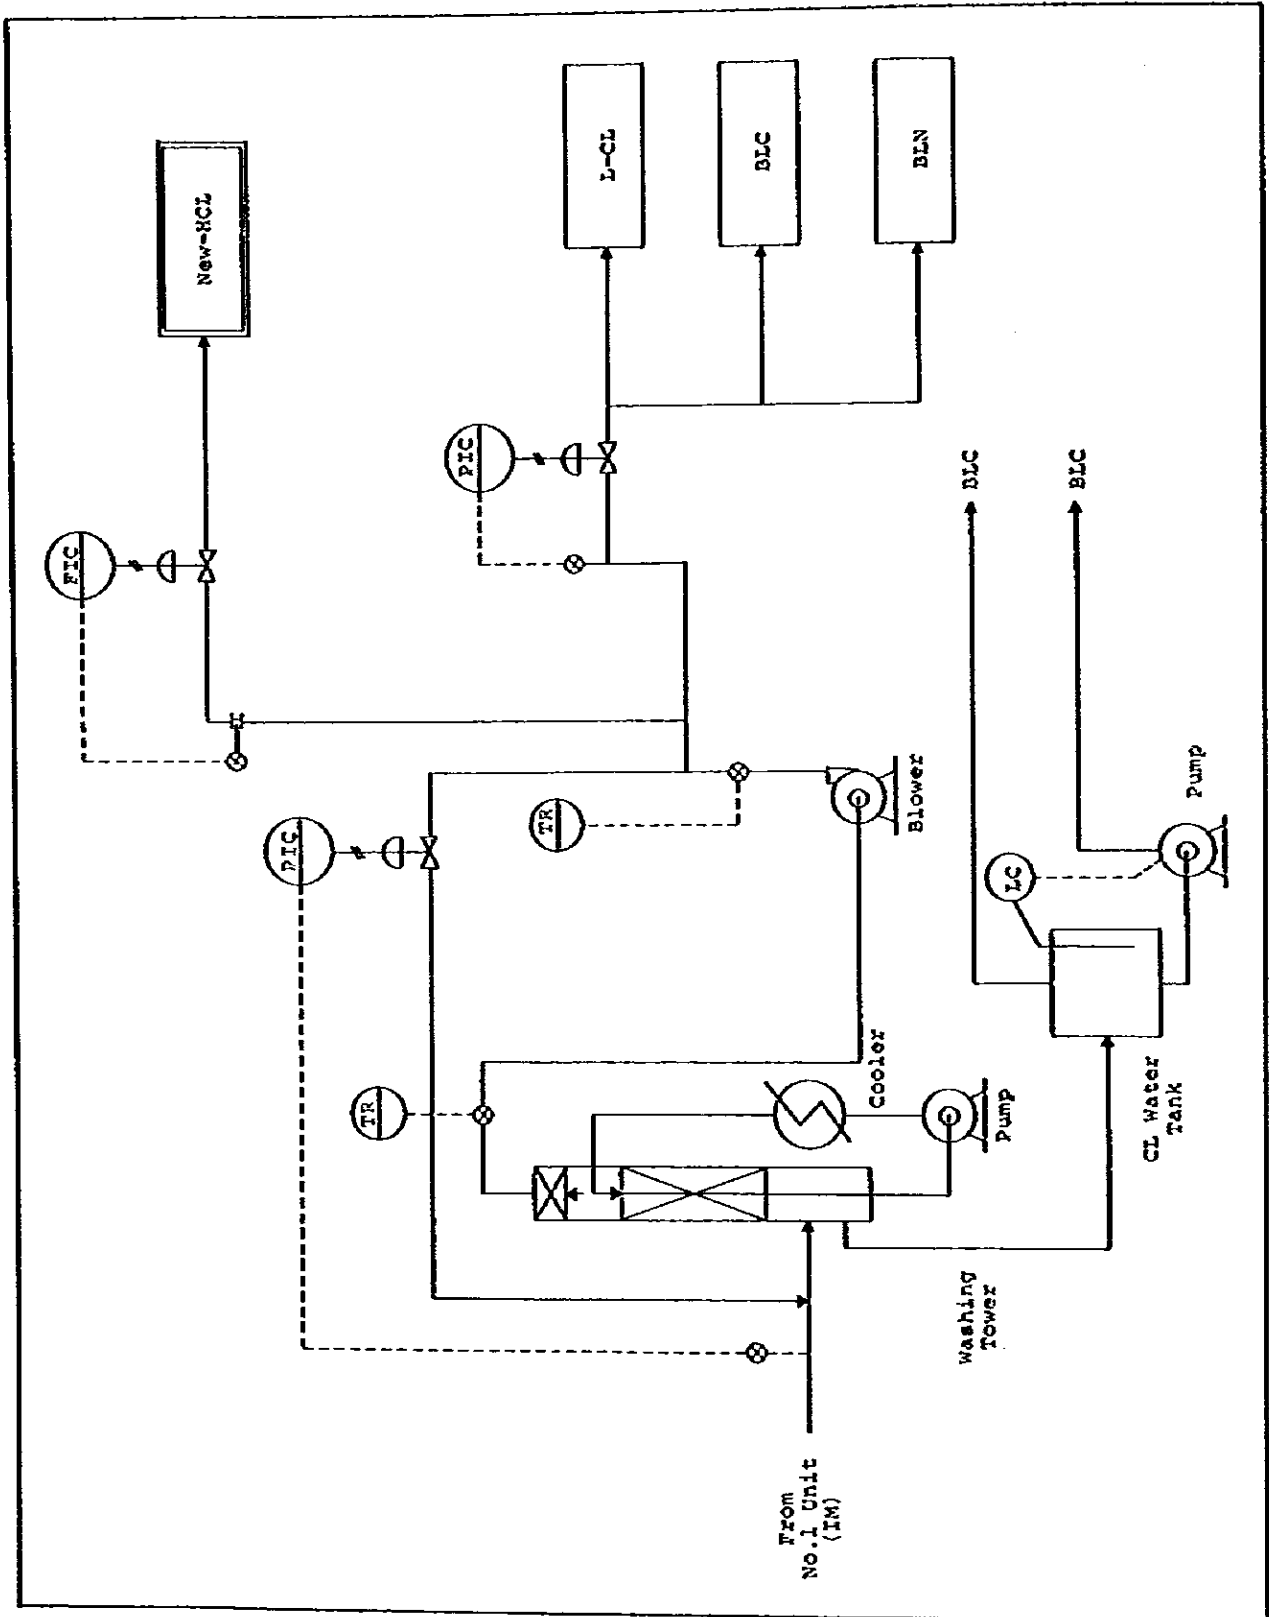 FIC
New-HCL
PIC
TR
PIC
TR
L-CL
BLC
BLN
From
No.1 Unit
(IM)
Cooler
Blower
Washing
Tower
Pump
BLC
LC
BLC
CL Water
Tank
Pump